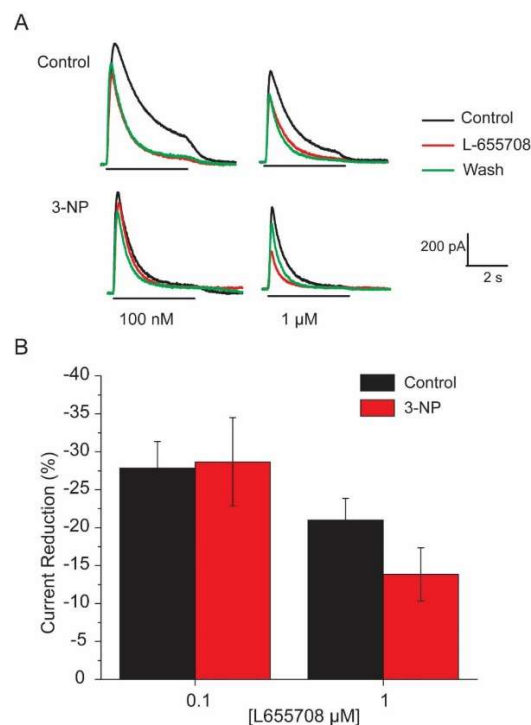 A
Control
Control
L-655708
Wash
3-NP
200 pA
2 s
100 nM
1 µM
B
-40
Control
-35
3-NP
-30
-25
-20
-15
-10
-5
0
Current Reduction (%)
0.1
1
[L655708 µM]